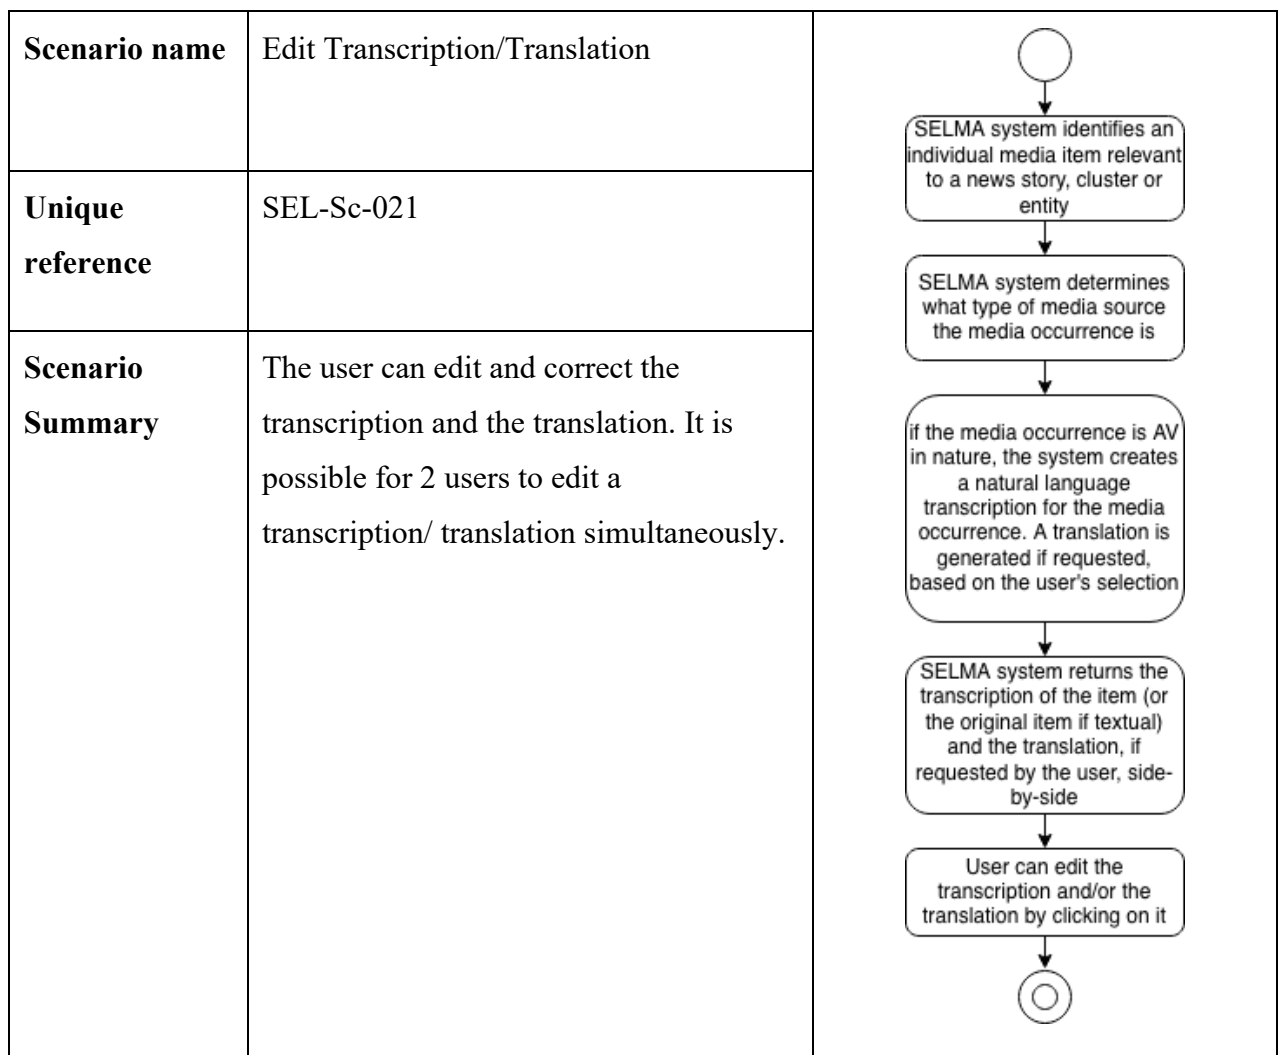 Scenario name
Edit Transcription/Translation
Unique
reference
SEL-Sc-021
Scenario
Summary
The user can edit and correct the
transcription and the translation. It is
possible for 2 users to edit a
transcription/ translation simultaneously.
SELMA system identifies an
individual media item relevant
to a news story, cluster or
entity
SELMA system determines
what type of media source
the media occurrence is
if the media occurrence is AV
in nature, the system creates
a natural language
transcription for the media
occurrence. A translation is
generated if requested,
based on the user's selection
SELMA system returns the
transcription of the item (or
the original item if textual)
and the translation, if
requested by the user, side-
by-side
User can edit the
transcription and/or the
translation by clicking on it